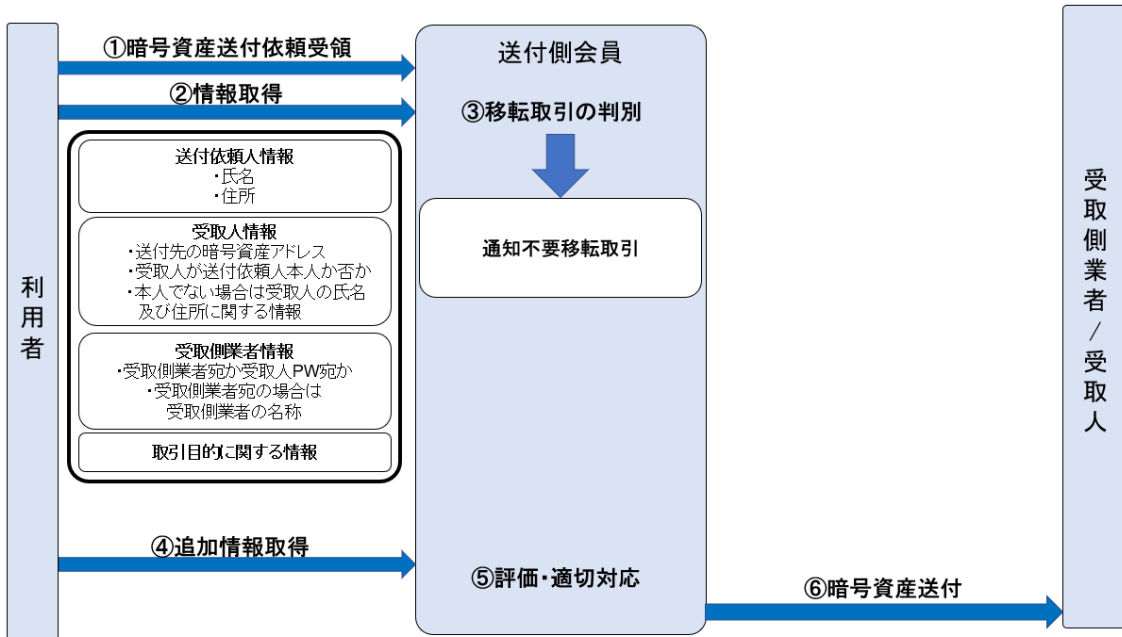 利用者
①暗号資産送付依頼受領
②情報取得
送付依頼人情報
・氏名
・住所
受取人情報
・送付先の暗号資産アドレス
・受取人が送付依頼人本人か否か
・本人でない場合は受取人の氏名
及び住所に関する情報
受取側業者情報
・受取側業者宛か受取人PW宛か
・受取側業者宛の場合は
受取側業者の名称
取引目的に関する情報
④追加情報取得
送付側会員
③移転取引の判別
通知不要移転取引
⑤評価・適切対応
⑥暗号資産送付
受取側業者/受取人